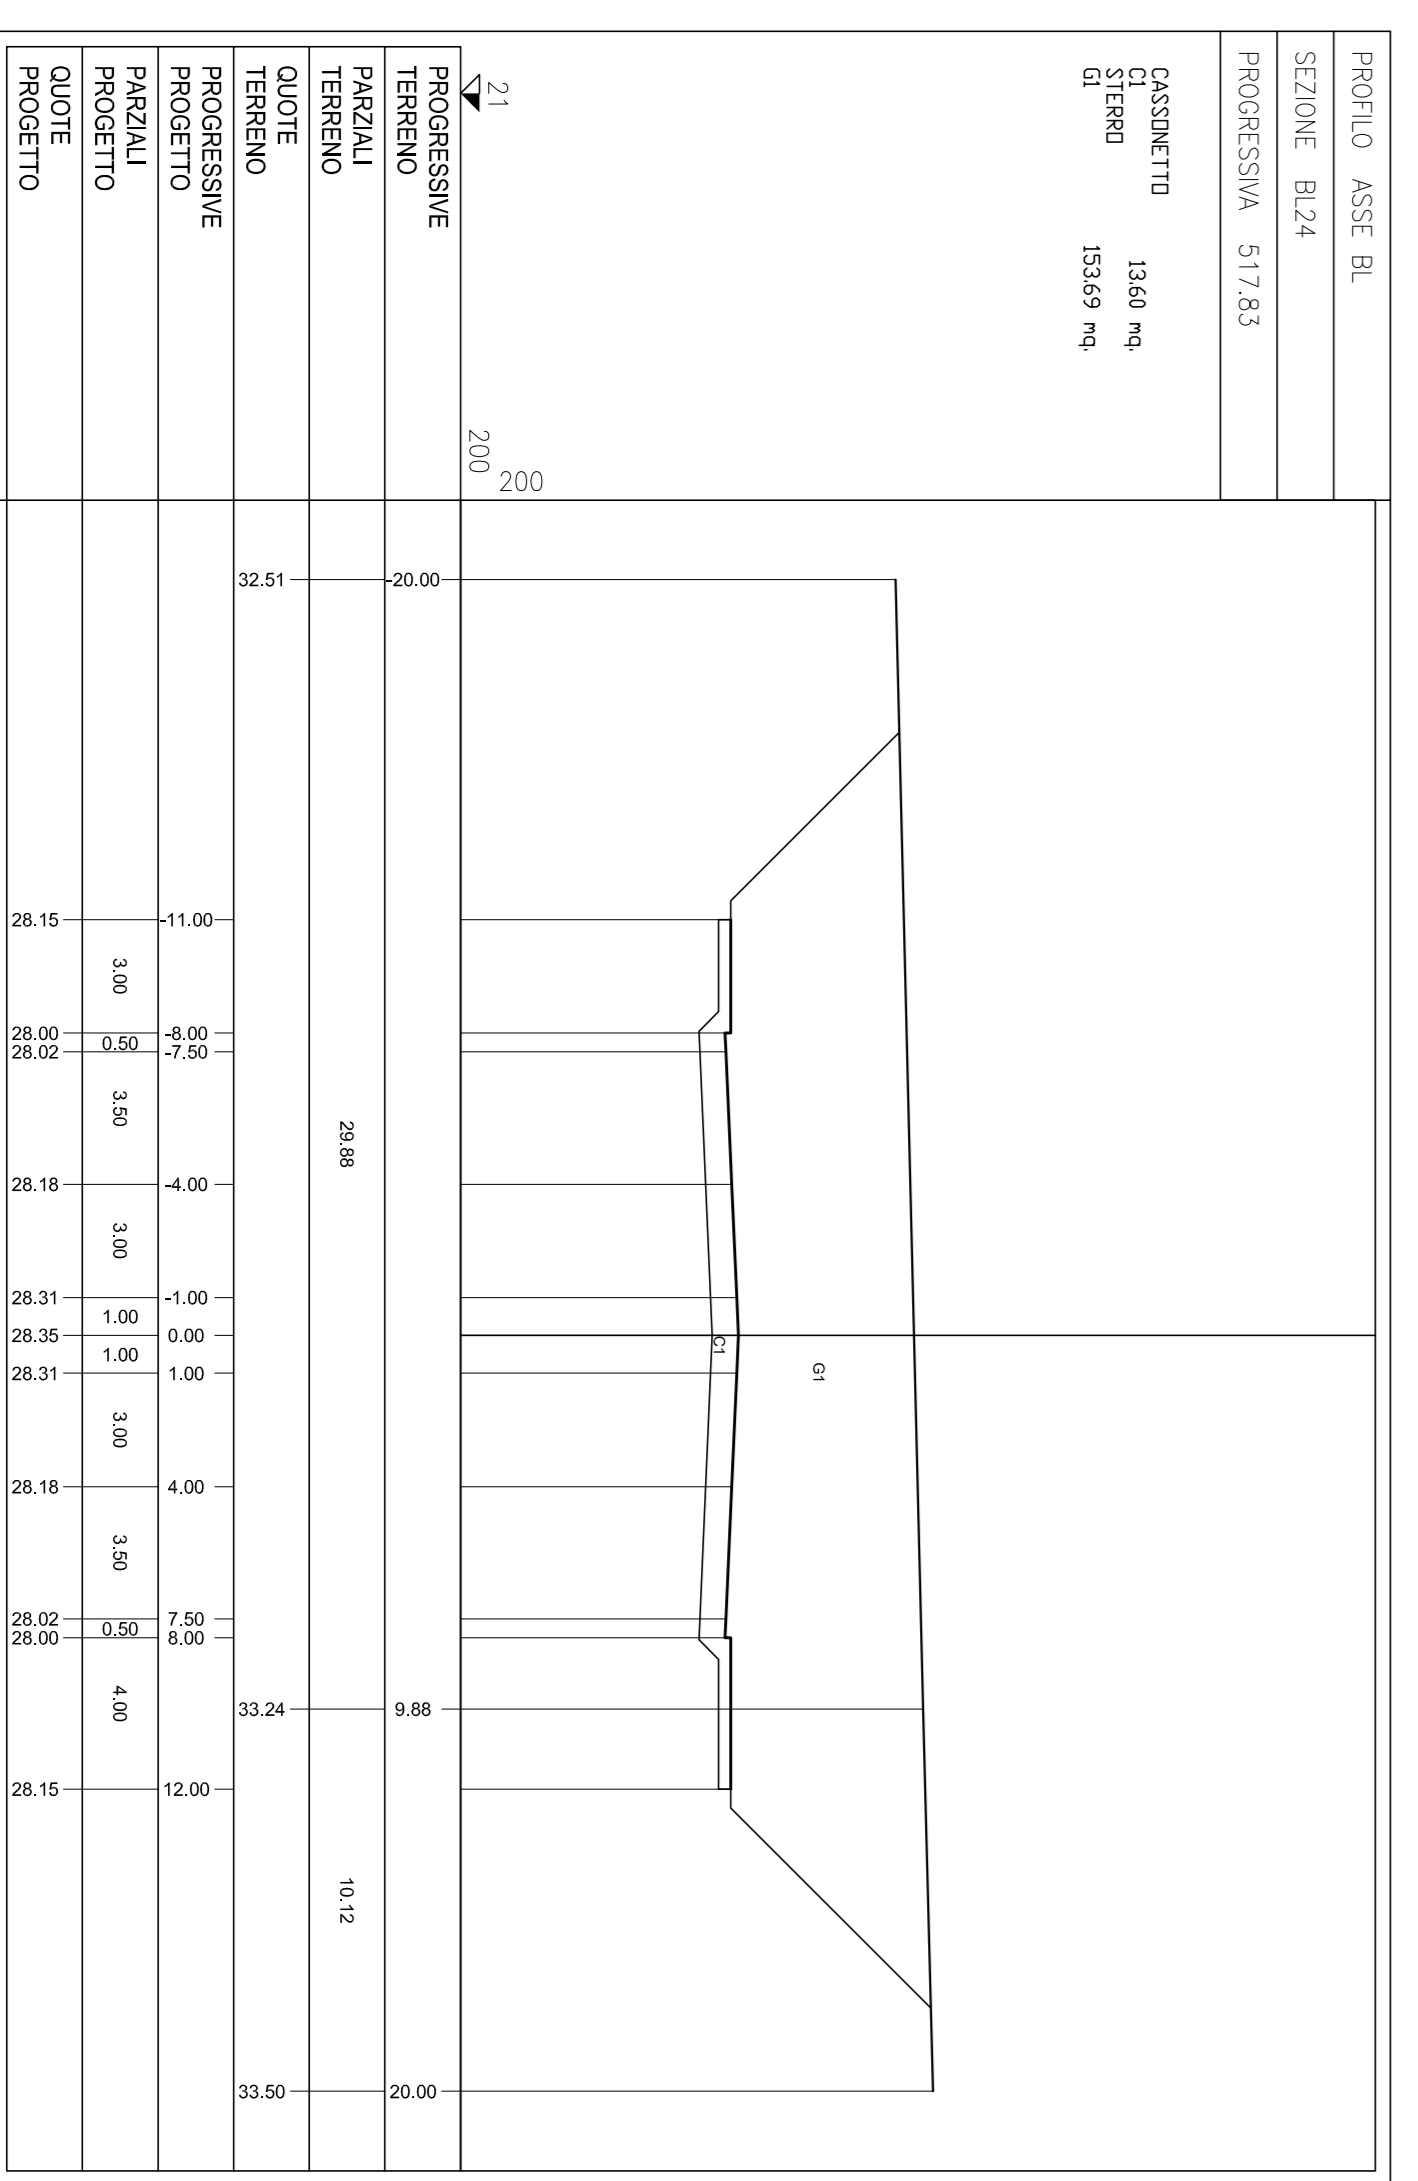 PROFILO ASSE BL
SEZIONE BL24
PROGRESSIVA 517.83
CASSONETTO
C1 13.60 mq.
STERRO
G1 153.69 mq.
G1
C1
200
200
21
PROGRESSIVE
TERRENO
-20.00 9.88 20.00
PARZIALI
TERRENO
29.88 10.12
QUOTE
TERRENO
32.51 33.24 33.50
PROGRESSIVE
PROGETTO
-11.00 -8.00 -7.50 -4.00 -1.00 0.00 1.00 4.00 7.50 8.00 12.00
PARZIALI
PROGETTO
3.00 0.50 3.50 3.00 1.00 1.00 3.00 3.50 0.50 4.00
QUOTE
PROGETTO
28.15 28.00 28.02 28.18 28.31 28.35 28.31 28.18 28.02 28.00 28.15